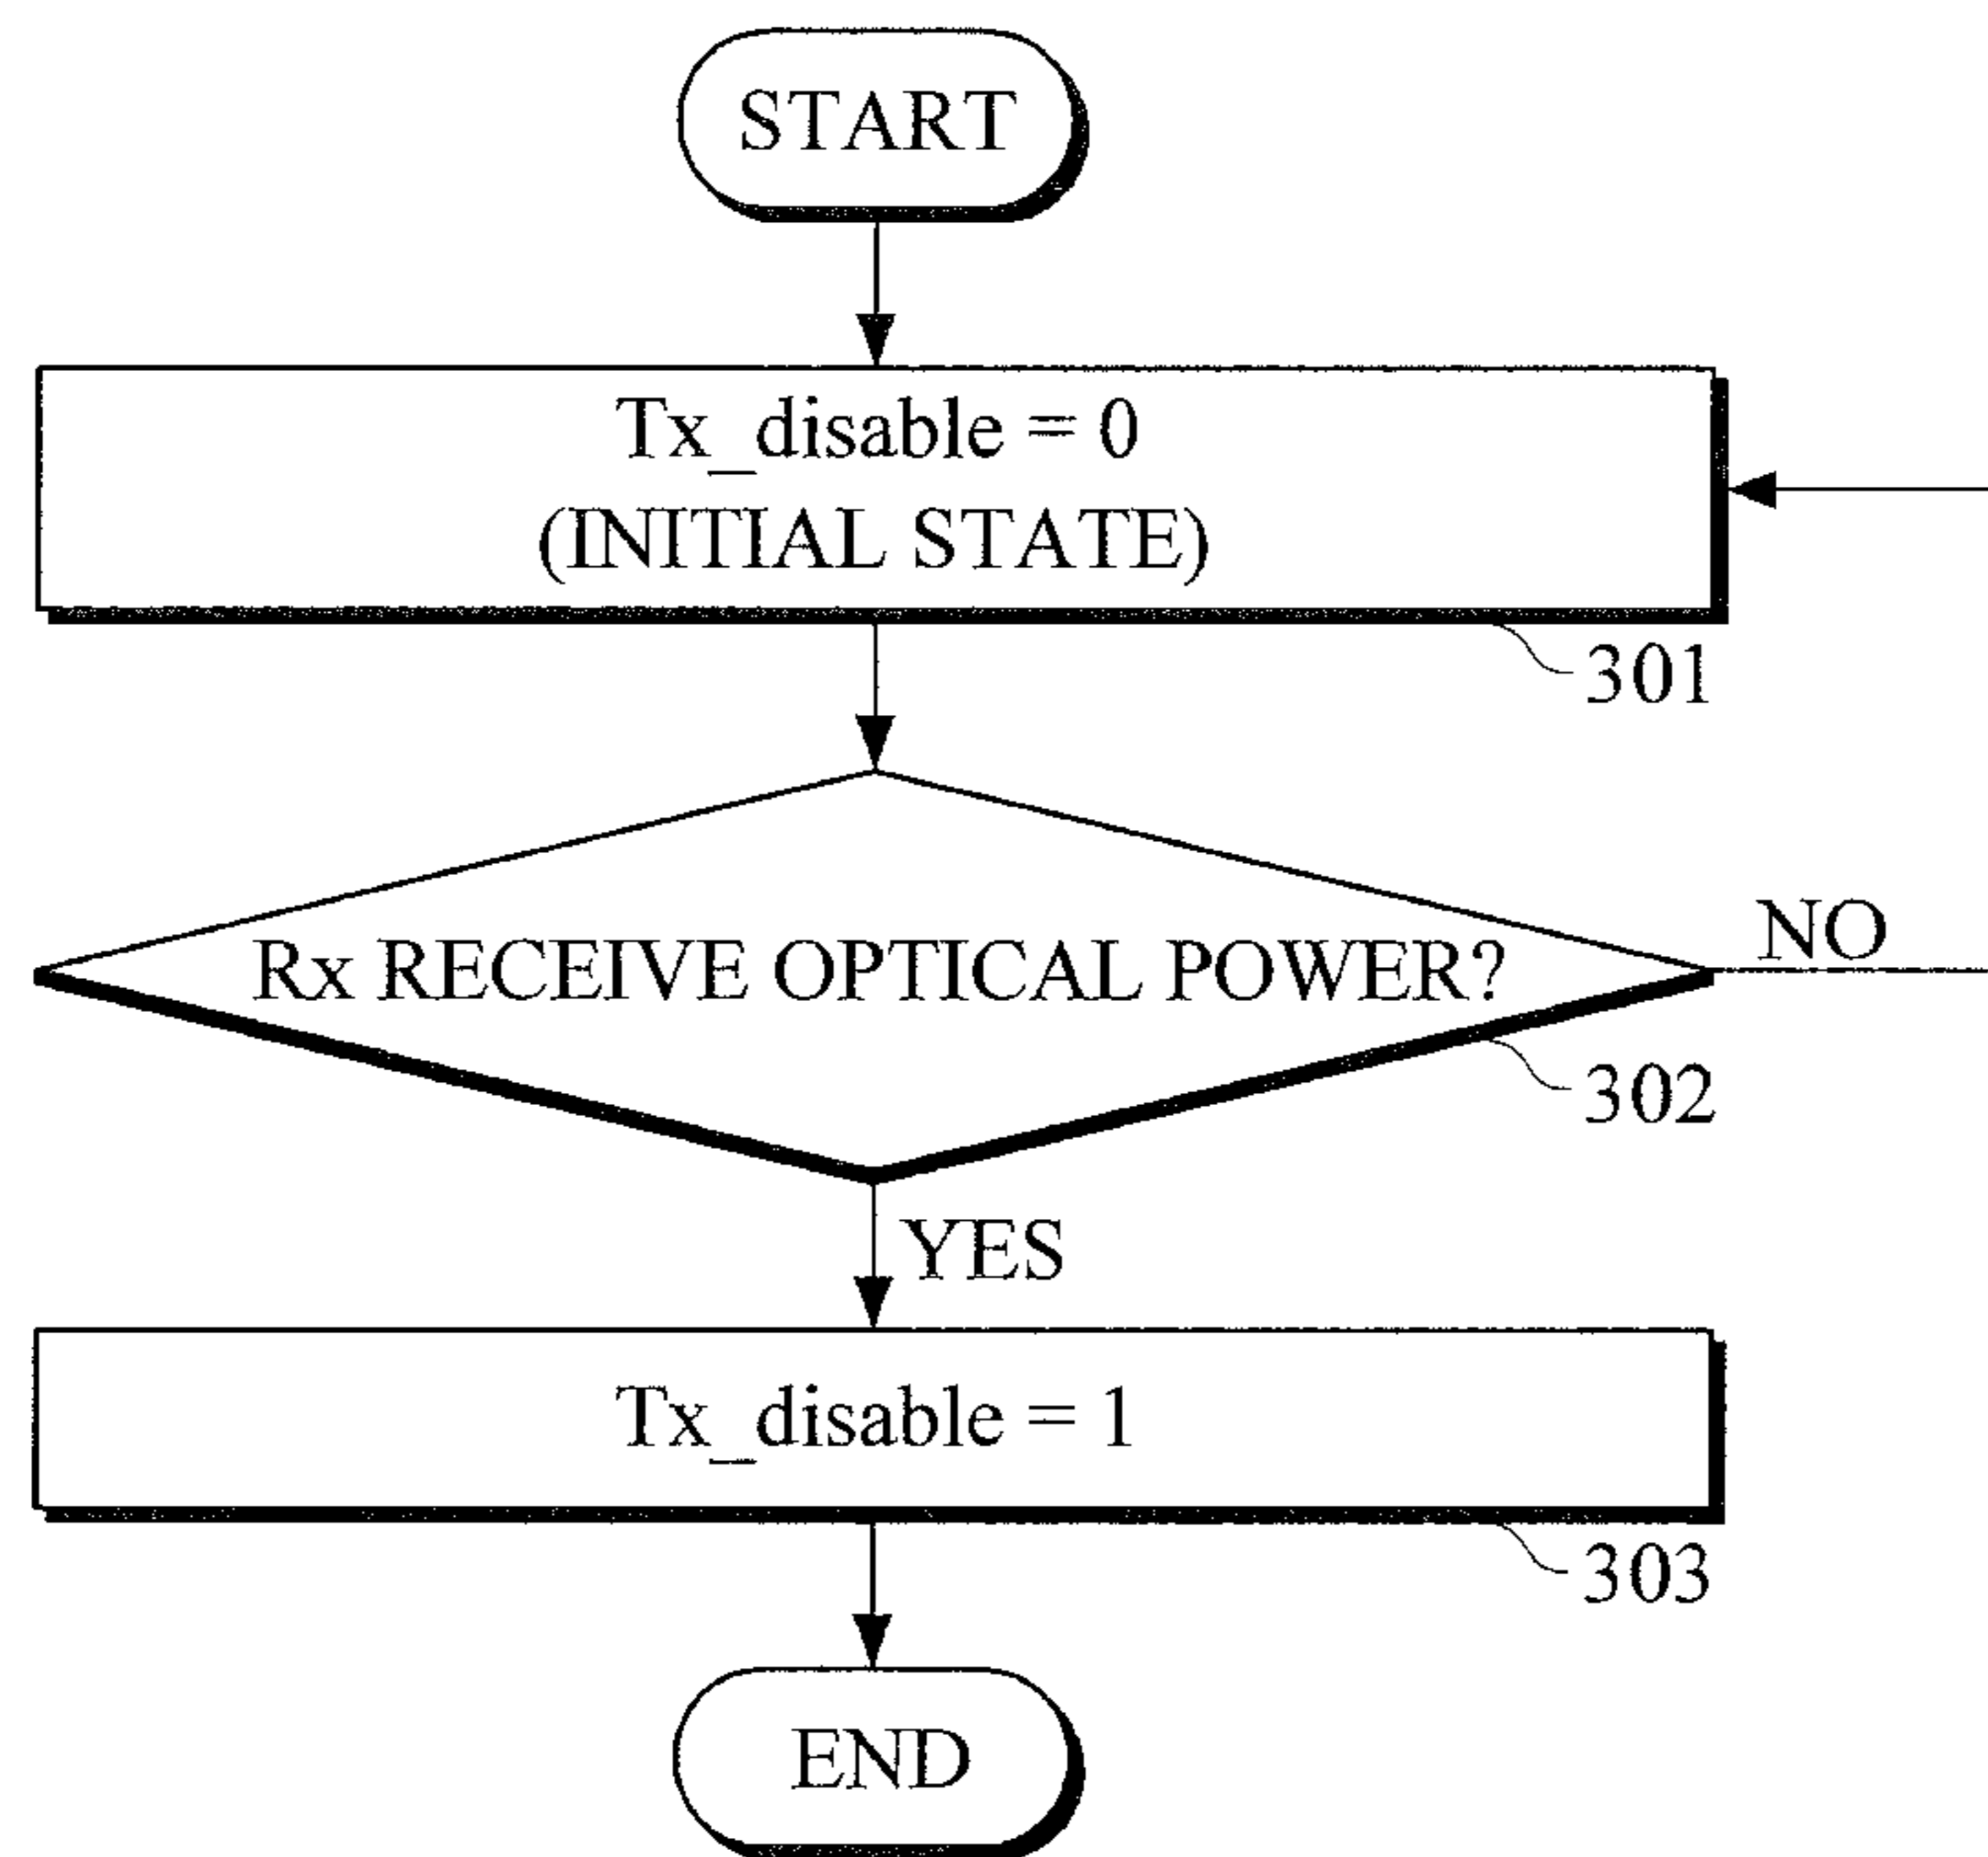 START
Tx_disable = 0
(INITIAL STATE)
301
Rx RECEIVE OPTICAL POWER?
NO
302
YES
Tx_disable = 1
303
END